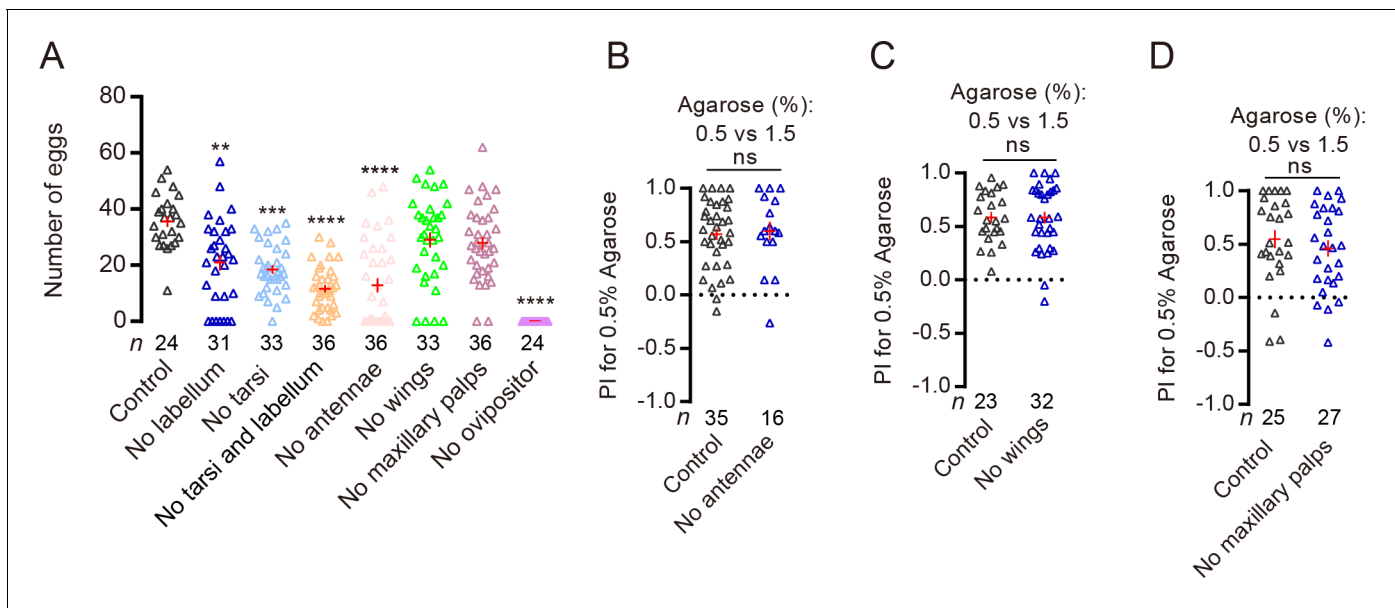 A
Number of eggs
80
60
40
20
0
**
***
****
****
****
n 24 31 33 36 36 33 36 24
Control
No labellum
No tarsi
No tarsi and labellum
No antennae
No wings
No maxillary palps
No ovipositor
B
Agarose (%):
0.5 vs 1.5
ns
PI for 0.5% Agarose
1.0
0.5
0.0
-0.5
-1.0
n 35 16
Control
No antennae
C
Agarose (%):
0.5 vs 1.5
ns
PI for 0.5% Agarose
1.0
0.5
0.0
-0.5
-1.0
n 23 32
Control
No wings
D
Agarose (%):
0.5 vs 1.5
ns
PI for 0.5% Agarose
1.0
0.5
0.0
-0.5
-1.0
n 25 27
Control
No maxillary palps